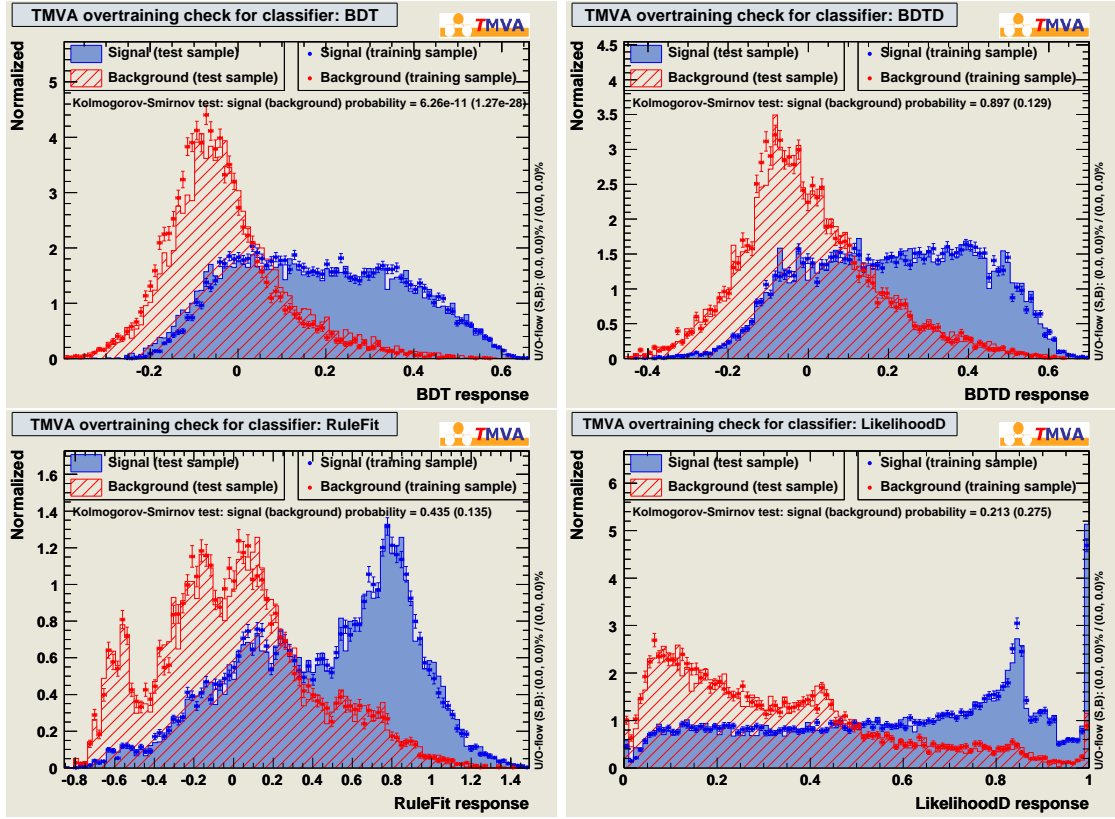 TMVA overtraining check for classifier: BDT
TMVA
Signal (test sample)
Background (test sample)
Signal (training sample)
Background (training sample)
Kolmogorov-Smirnov test: signal (background) probability = 6.26e-11 (1.27e-28)
Normalized
5
4
3
2
1
0
-0.2 0 0.2 0.4 0.6
BDT response
U/O-flow (S,B): (0.0, 0.0)% / (0.0, 0.0)%
TMVA overtraining check for classifier: BDTD
TMVA
Signal (test sample)
Background (test sample)
Signal (training sample)
Background (training sample)
Kolmogorov-Smirnov test: signal (background) probability = 0.897 (0.129)
Normalized
4.5
4
3.5
3
2.5
2
1.5
1
0.5
0
-0.4 -0.2 0 0.2 0.4 0.6
BDTD response
U/O-flow (S,B): (0.0, 0.0)% / (0.0, 0.0)%
TMVA overtraining check for classifier: RuleFit
TMVA
Signal (test sample)
Background (test sample)
Signal (training sample)
Background (training sample)
Kolmogorov-Smirnov test: signal (background) probability = 0.435 (0.135)
Normalized
1.6
1.4
1.2
1
0.8
0.6
0.4
0.2
0
-0.8 -0.6 -0.4 -0.2 0 0.2 0.4 0.6 0.8 1 1.2 1.4
RuleFit response
U/O-flow (S,B): (0.0, 0.0)% / (0.0, 0.0)%
TMVA overtraining check for classifier: LikelihoodD
TMVA
Signal (test sample)
Background (test sample)
Signal (training sample)
Background (training sample)
Kolmogorov-Smirnov test: signal (background) probability = 0.213 (0.275)
Normalized
6
5
4
3
2
1
0
0 0.2 0.4 0.6 0.8 1
LikelihoodD response
U/O-flow (S,B): (0.0, 0.0)% / (0.0, 0.0)%